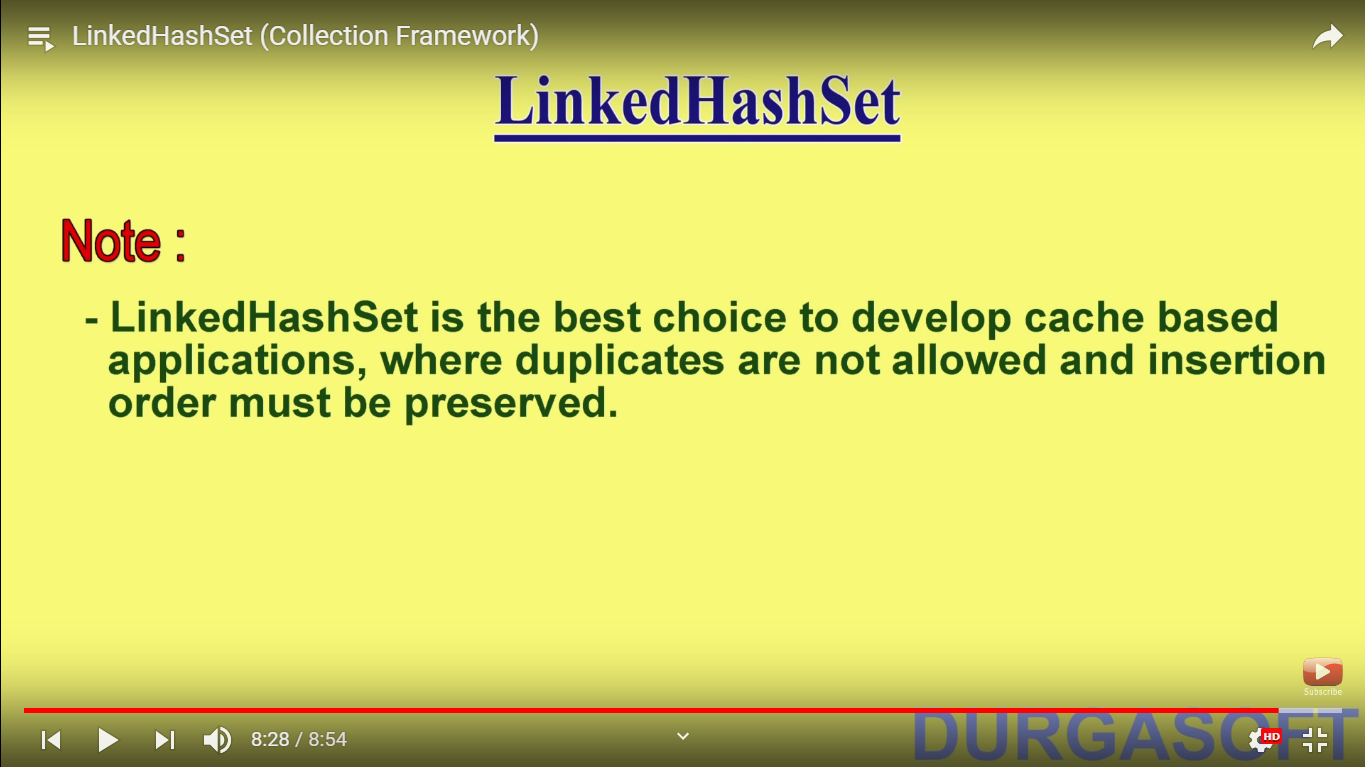 LinkedHashSet (Collection Framework)
LinkedHashSet
Note :
- LinkedHashSet is the best choice to develop cache based
applications, where duplicates are not allowed and insertion
order must be preserved.
Subscribe
8:28 / 8:54
HD
DURGASOFT